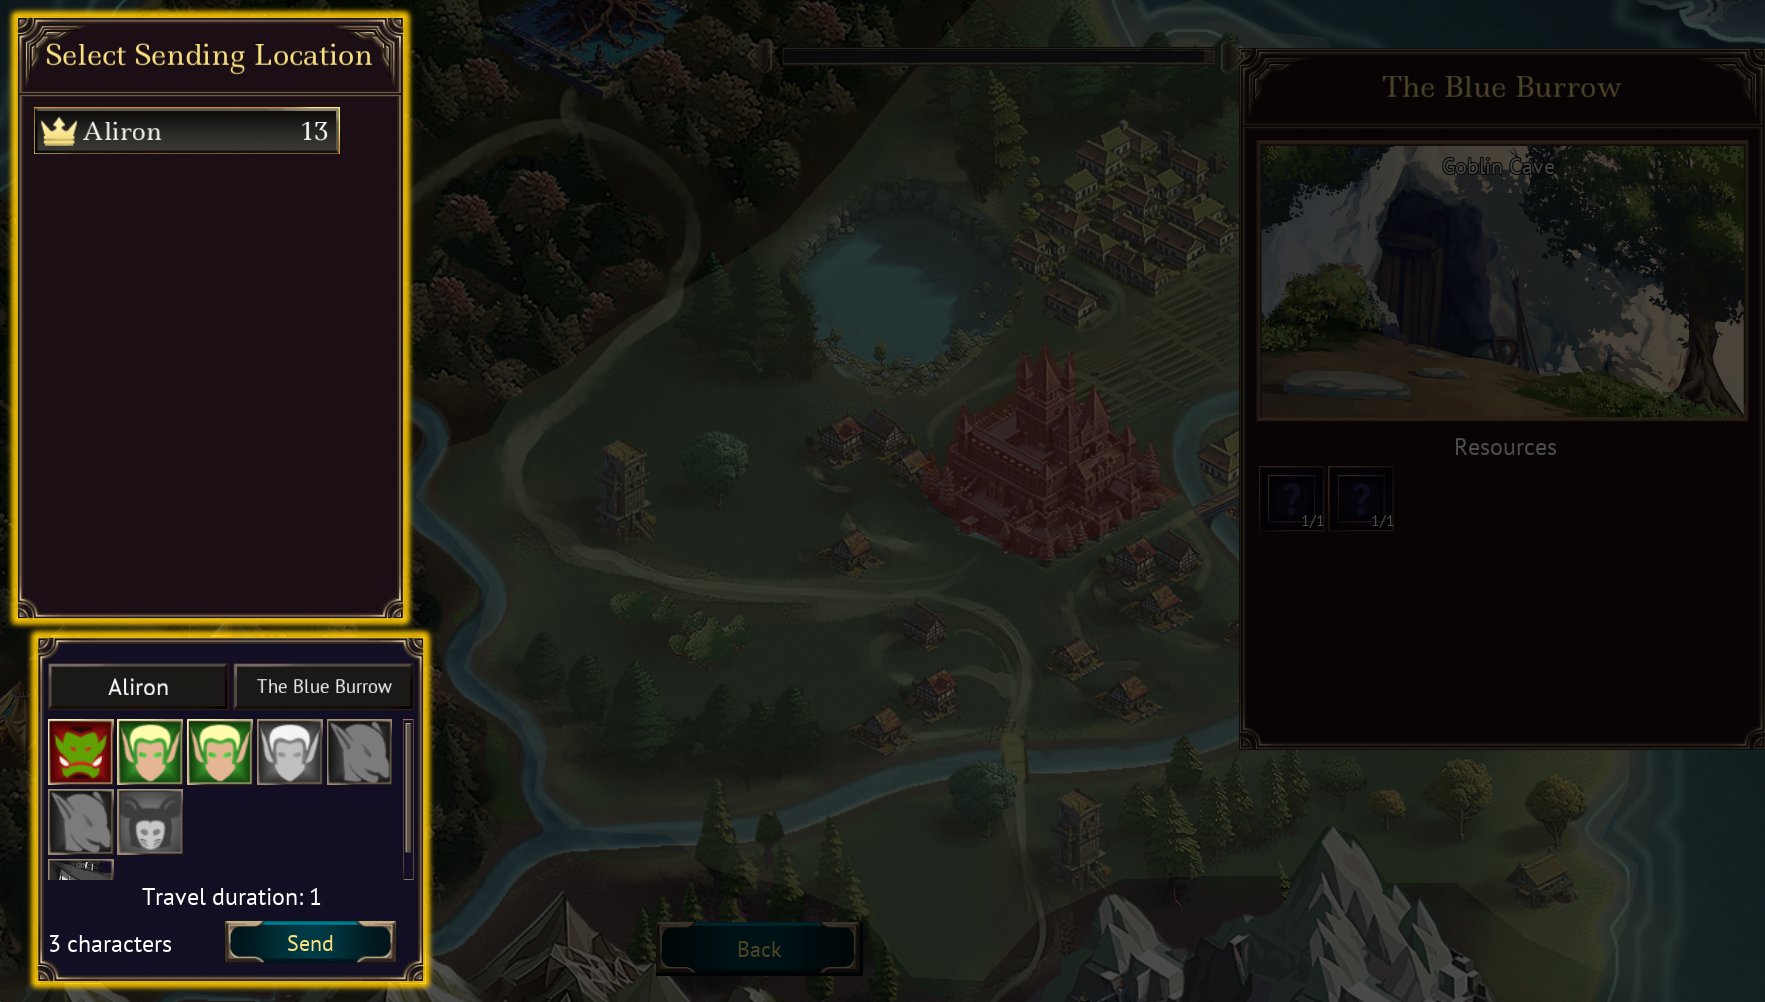 Select Sending Location
Aliron 13
The Blue Burrow
Goblin Cave
Resources
? 1/1
? 1/1
Aliron
The Blue Burrow
Travel duration: 1
3 characters
Send
Back